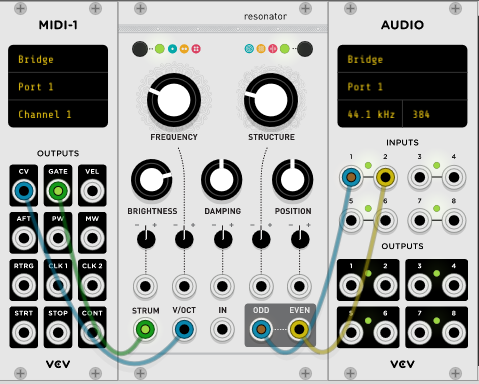 MIDI-1
Bridge
Port 1
Channel 1
OUTPUTS
CV GATE VEL
AFT PW MW
RTRG CLK 1 CLK 2
STRT STOP CONT
VCV
resonator
FREQUENCY STRUCTURE
BRIGHTNESS DAMPING POSITION
- + - + - + - + - +
STRUM V/OCT IN ODD EVEN
AUDIO
Bridge
Port 1
44.1 kHz 384
INPUTS
1 2 3 4
5 6 7 8
OUTPUTS
1 2 3 4
5 6 7 8
VCV